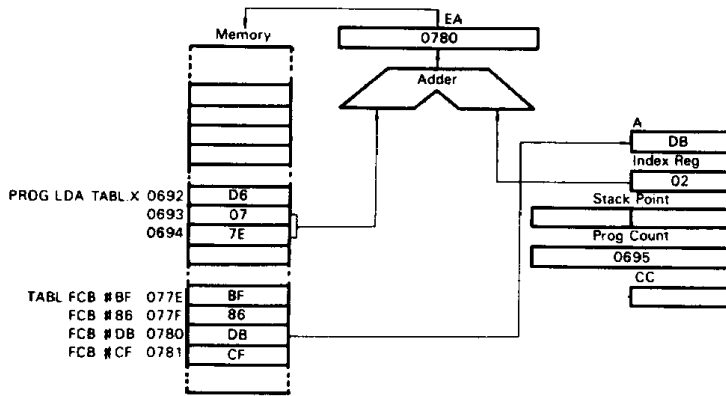 EA
Memory
0780
Adder
A
DB
Index Reg
02
Stack Point
Prog Count
0695
CC
PROG LDA TABL.X 0692 D6
0693 07
0694 7E
TABL FCB #BF 077E BF
FCB #86 077F 86
FCB #DB 0780 DB
FCB #CF 0781 CF